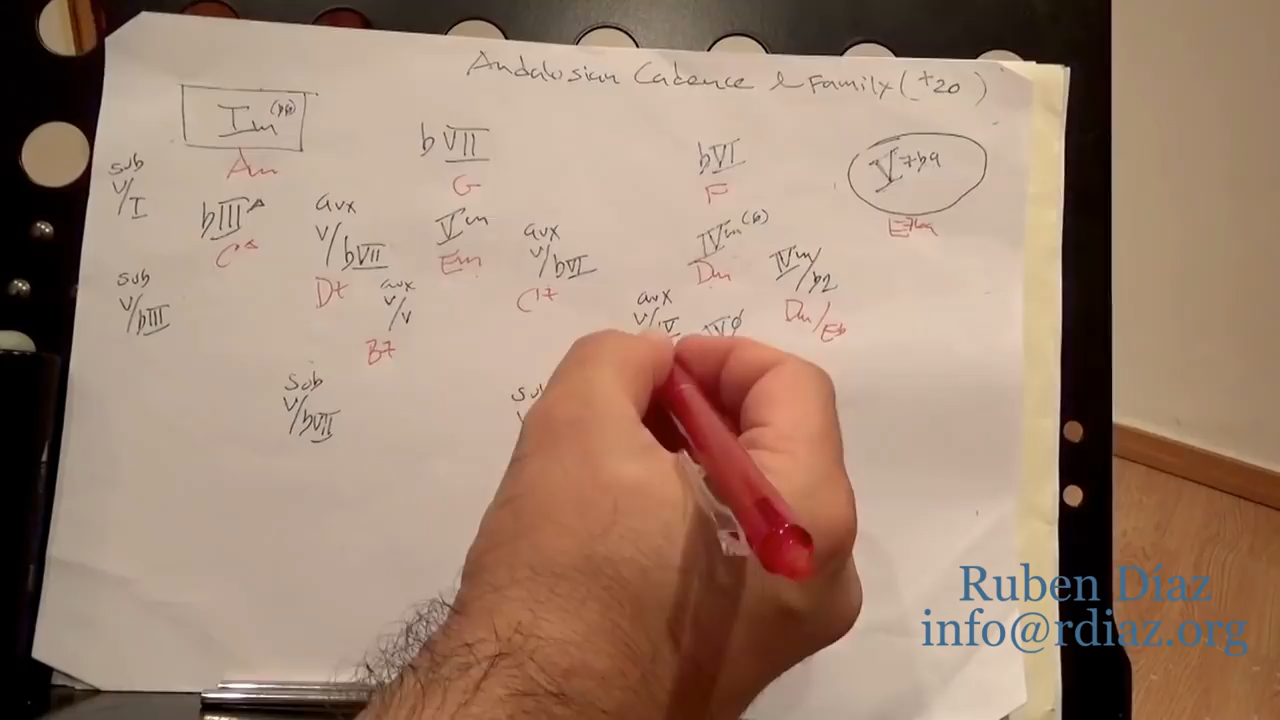 Andalusian Cadence & Family (+20)
Im
Am
bVII
G
bVI
F
V7b9
sub
V/I
bIII△
C△
aux
V/bVII
D7
Vm
Em
aux
V/bVI
C7
IVm(6)
Dm
IVm/b2
Dm/Eb
sub
V/bIII
aux
V/V
B7
aux
V/IV
IVø
sub
V/bVII
Ruben Díaz
info@rdiaz.org